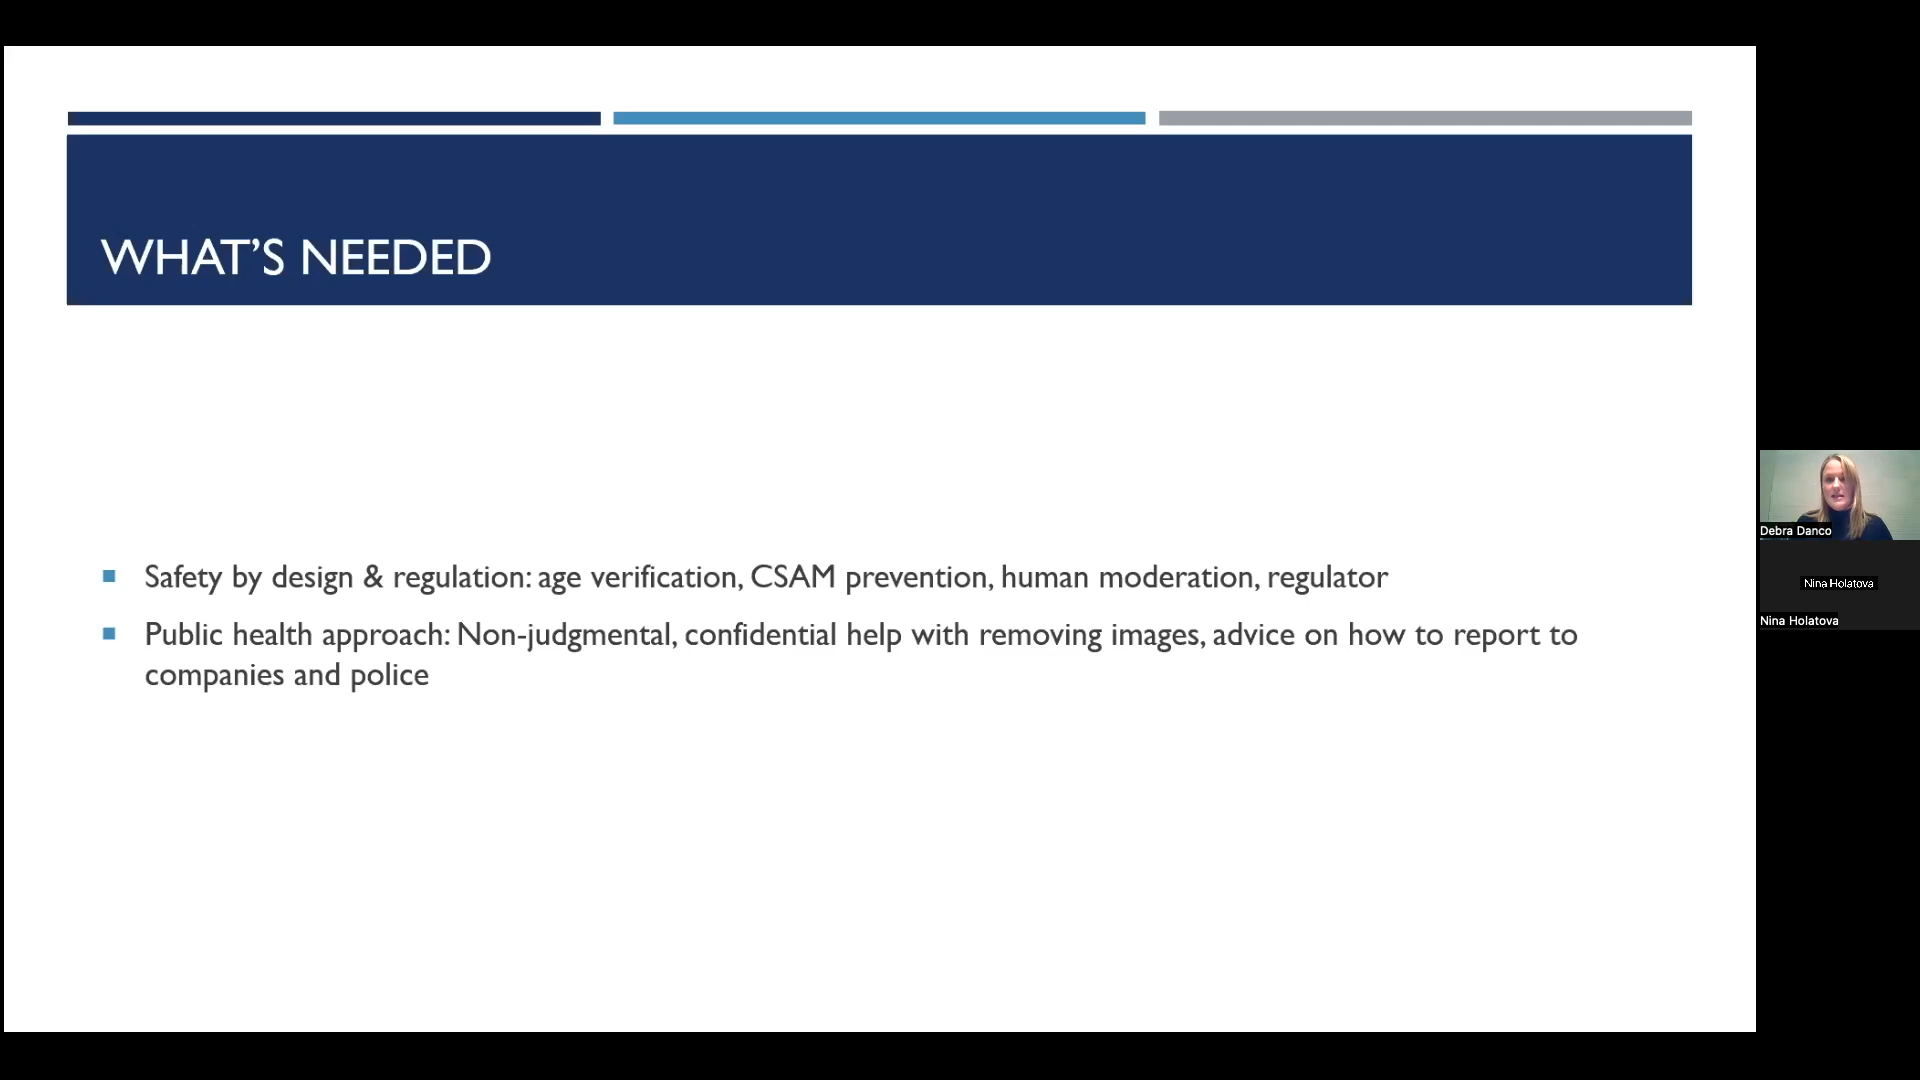 WHAT'S NEEDED
Safety by design & regulation: age verification, CSAM prevention, human moderation, regulator
Public health approach: Non-judgmental, confidential help with removing images, advice on how to report to
companies and police
Debra Danco
Nina Holatova
Nina Holatova